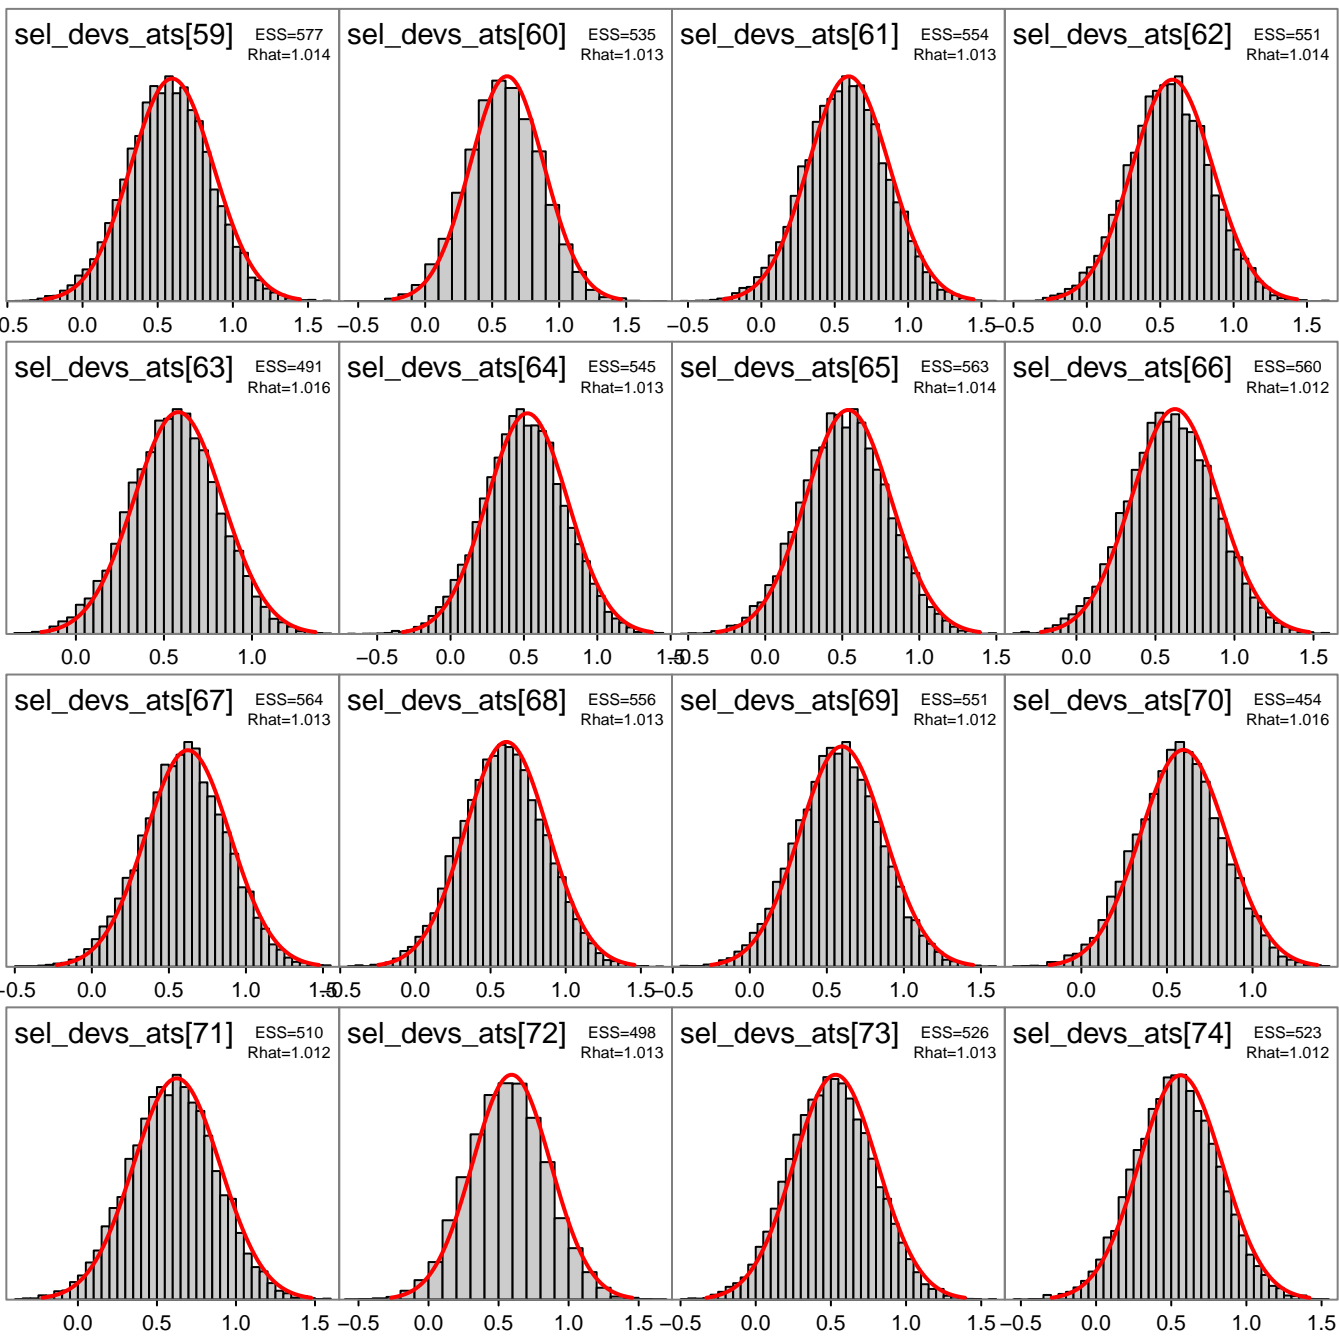 sel_devs_ats[59] ESS=577
Rhat=1.014
sel_devs_ats[60] ESS=535
Rhat=1.013
sel_devs_ats[61] ESS=554
Rhat=1.013
sel_devs_ats[62] ESS=551
Rhat=1.014
0.5 0.0 0.5 1.0 1.5
−0.5 0.0 0.5 1.0 1.5
−0.5 0.0 0.5 1.0 1.5
−0.5 0.0 0.5 1.0 1.5
sel_devs_ats[63] ESS=491
Rhat=1.016
sel_devs_ats[64] ESS=545
Rhat=1.013
sel_devs_ats[65] ESS=563
Rhat=1.014
sel_devs_ats[66] ESS=560
Rhat=1.012
0.0 0.5 1.0
−0.5 0.0 0.5 1.0 1.5
−0.5 0.0 0.5 1.0 1.5
0.0 0.5 1.0 1.5
sel_devs_ats[67] ESS=564
Rhat=1.013
sel_devs_ats[68] ESS=556
Rhat=1.013
sel_devs_ats[69] ESS=551
Rhat=1.012
sel_devs_ats[70] ESS=454
Rhat=1.016
−0.5 0.0 0.5 1.0 1.5
−0.5 0.0 0.5 1.0 1.5
−0.5 0.0 0.5 1.0 1.5
0.0 0.5 1.0
sel_devs_ats[71] ESS=510
Rhat=1.012
sel_devs_ats[72] ESS=498
Rhat=1.013
sel_devs_ats[73] ESS=526
Rhat=1.013
sel_devs_ats[74] ESS=523
Rhat=1.012
0.0 0.5 1.0 1.5
−0.5 0.0 0.5 1.0 1.5
−0.5 0.0 0.5 1.0 1.5
−0.5 0.0 0.5 1.0 1.5